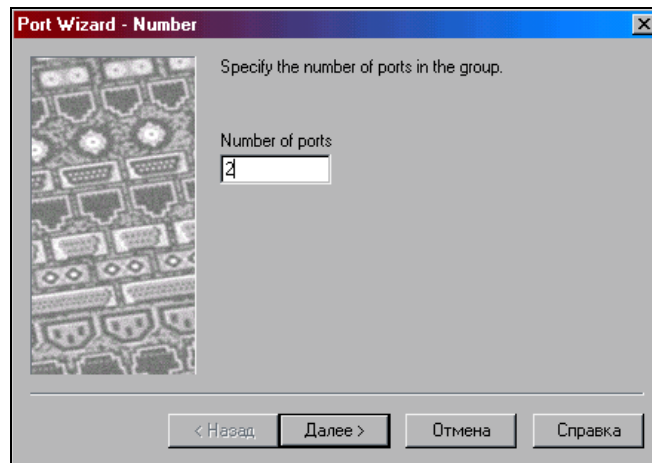 Port Wizard - Number
Specify the number of ports in the group.
Number of ports
2
< Назад
Далее >
Отмена
Справка